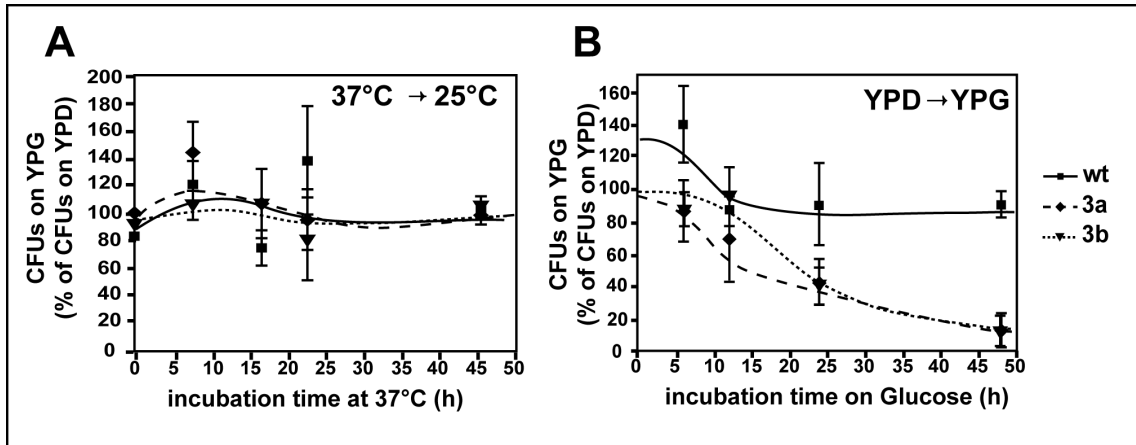 A
37°C → 25°C
CFUs on YPG
(% of CFUs on YPD)
200
180
160
140
120
100
80
60
40
20
0
0 5 10 15 20 25 30 35 40 45 50
incubation time at 37°C (h)
B
YPD → YPG
CFUs on YPG
(% of CFUs on YPD)
160
140
120
100
80
60
40
20
0
0 5 10 15 20 25 30 35 40 45 50
incubation time on Glucose (h)
wt
3a
3b